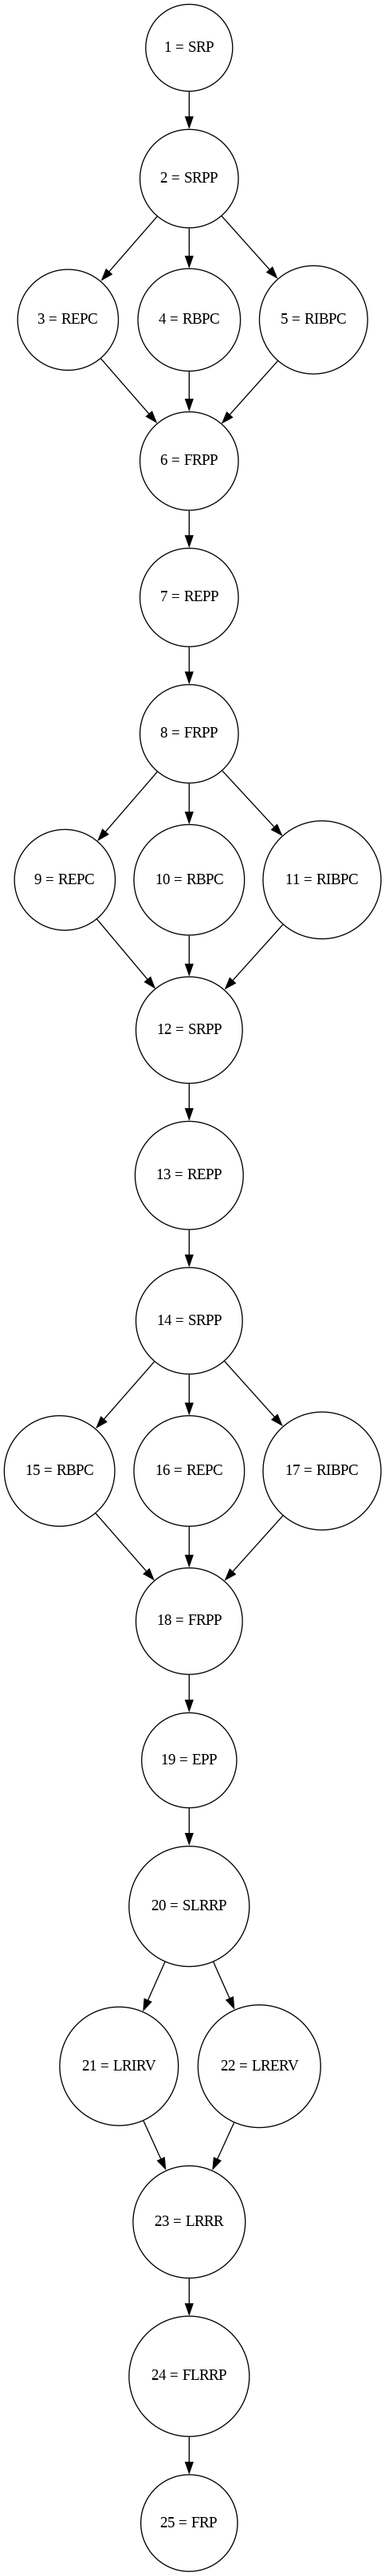 1 = SRP
2 = SRPP
3 = REPC
4 = RBPC
5 = RIBPC
6 = FRPP
7 = REPP
8 = FRPP
9 = REPC
10 = RBPC
11 = RIBPC
12 = SRPP
13 = REPP
14 = SRPP
15 = RBPC
16 = REPC
17 = RIBPC
18 = FRPP
19 = EPP
20 = SLRRP
21 = LRIRV
22 = LRERV
23 = LRRR
24 = FLRRP
25 = FRP